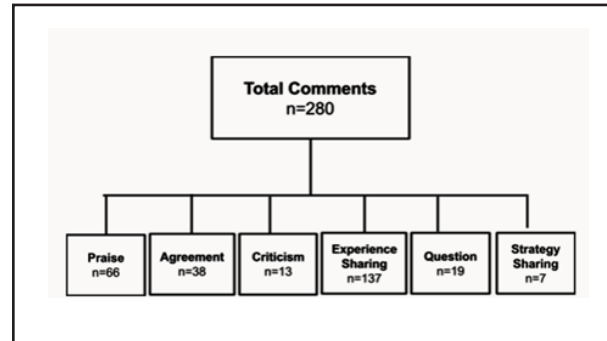 Total Comments
n=280
Praise
n=66
Agreement
n=38
Criticism
n=13
Experience
Sharing
n=137
Question
n=19
Strategy
Sharing
n=7